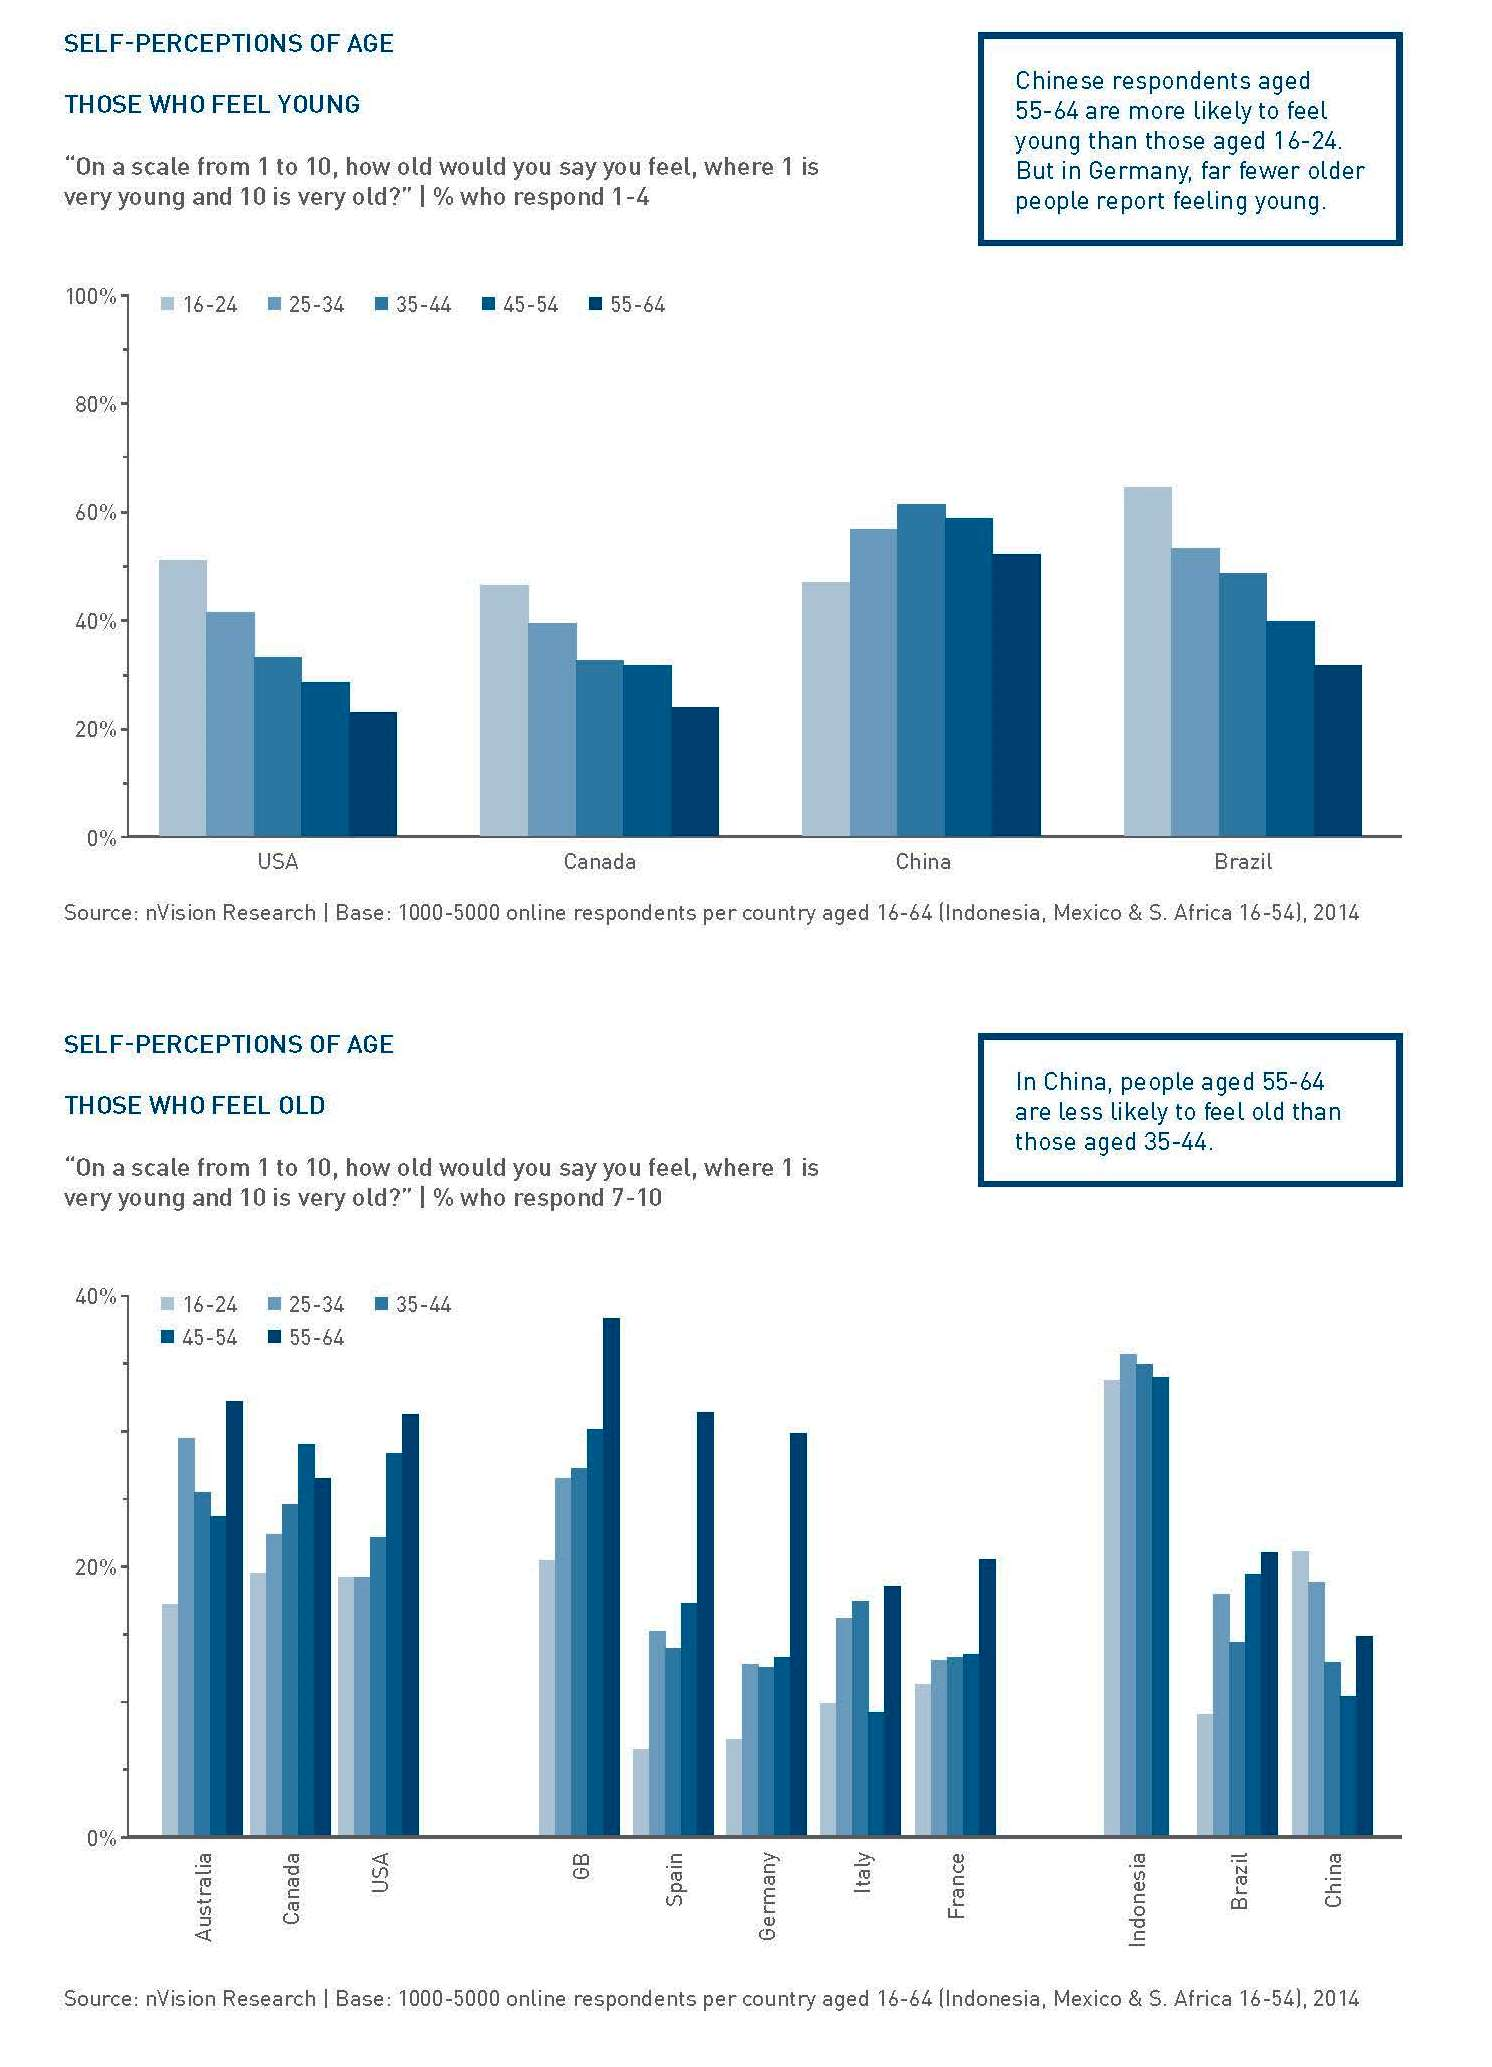 SELF-PERCEPTIONS OF AGE
THOSE WHO FEEL YOUNG
“On a scale from 1 to 10, how old would you say you feel, where 1 is
very young and 10 is very old?” | % who respond 1-4
Chinese respondents aged
55-64 are more likely to feel
young than those aged 16-24.
But in Germany, far fewer older
people report feeling young.
100%
16-24 25-34 35-44 45-54 55-64
80%
60%
40%
20%
0%
USA Canada China Brazil
Source: nVision Research | Base: 1000-5000 online respondents per country aged 16-64 (Indonesia, Mexico & S. Africa 16-54), 2014
SELF-PERCEPTIONS OF AGE
THOSE WHO FEEL OLD
“On a scale from 1 to 10, how old would you say you feel, where 1 is
very young and 10 is very old?” | % who respond 7-10
In China, people aged 55-64
are less likely to feel old than
those aged 35-44.
40%
16-24 25-34 35-44
45-54 55-64
20%
0%
Australia Canada USA GB Spain Germany Italy France Indonesia Brazil China
Source: nVision Research | Base: 1000-5000 online respondents per country aged 16-64 (Indonesia, Mexico & S. Africa 16-54), 2014